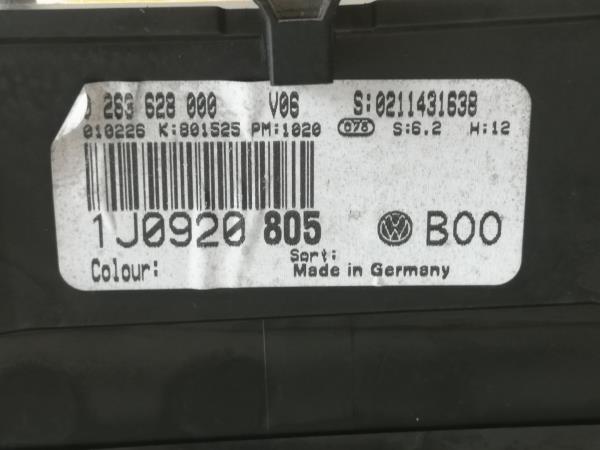 0 263 628 000 V06 S:0211431638
010226 K:801525 PM:1020 078 S:6.2 H:12
1J0920 805 VW B00
Sort:
Colour: Made in Germany